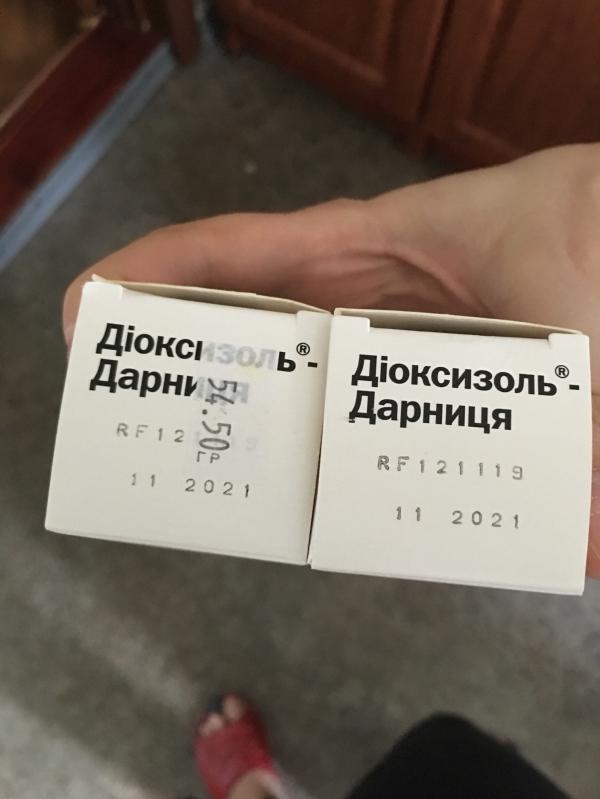 Діоксизоль®-
Дарниця
54.50
ГР
RF12
11 2021
Діоксизоль®-
Дарниця
RF121119
11 2021